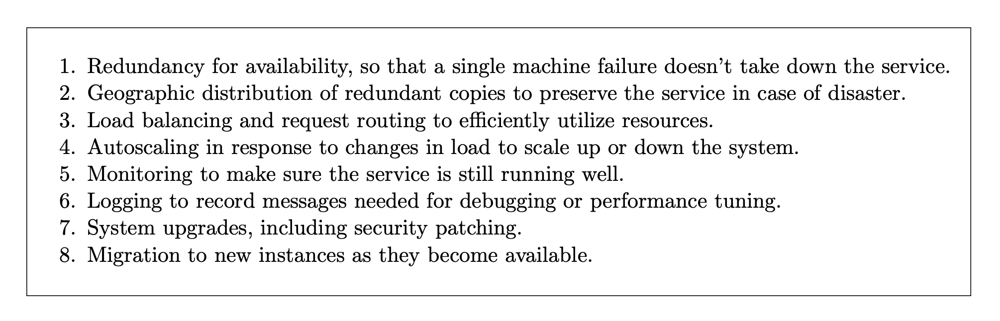 1. Redundancy for availability, so that a single machine failure doesn’t take down the service.
2. Geographic distribution of redundant copies to preserve the service in case of disaster.
3. Load balancing and request routing to efficiently utilize resources.
4. Autoscaling in response to changes in load to scale up or down the system.
5. Monitoring to make sure the service is still running well.
6. Logging to record messages needed for debugging or performance tuning.
7. System upgrades, including security patching.
8. Migration to new instances as they become available.